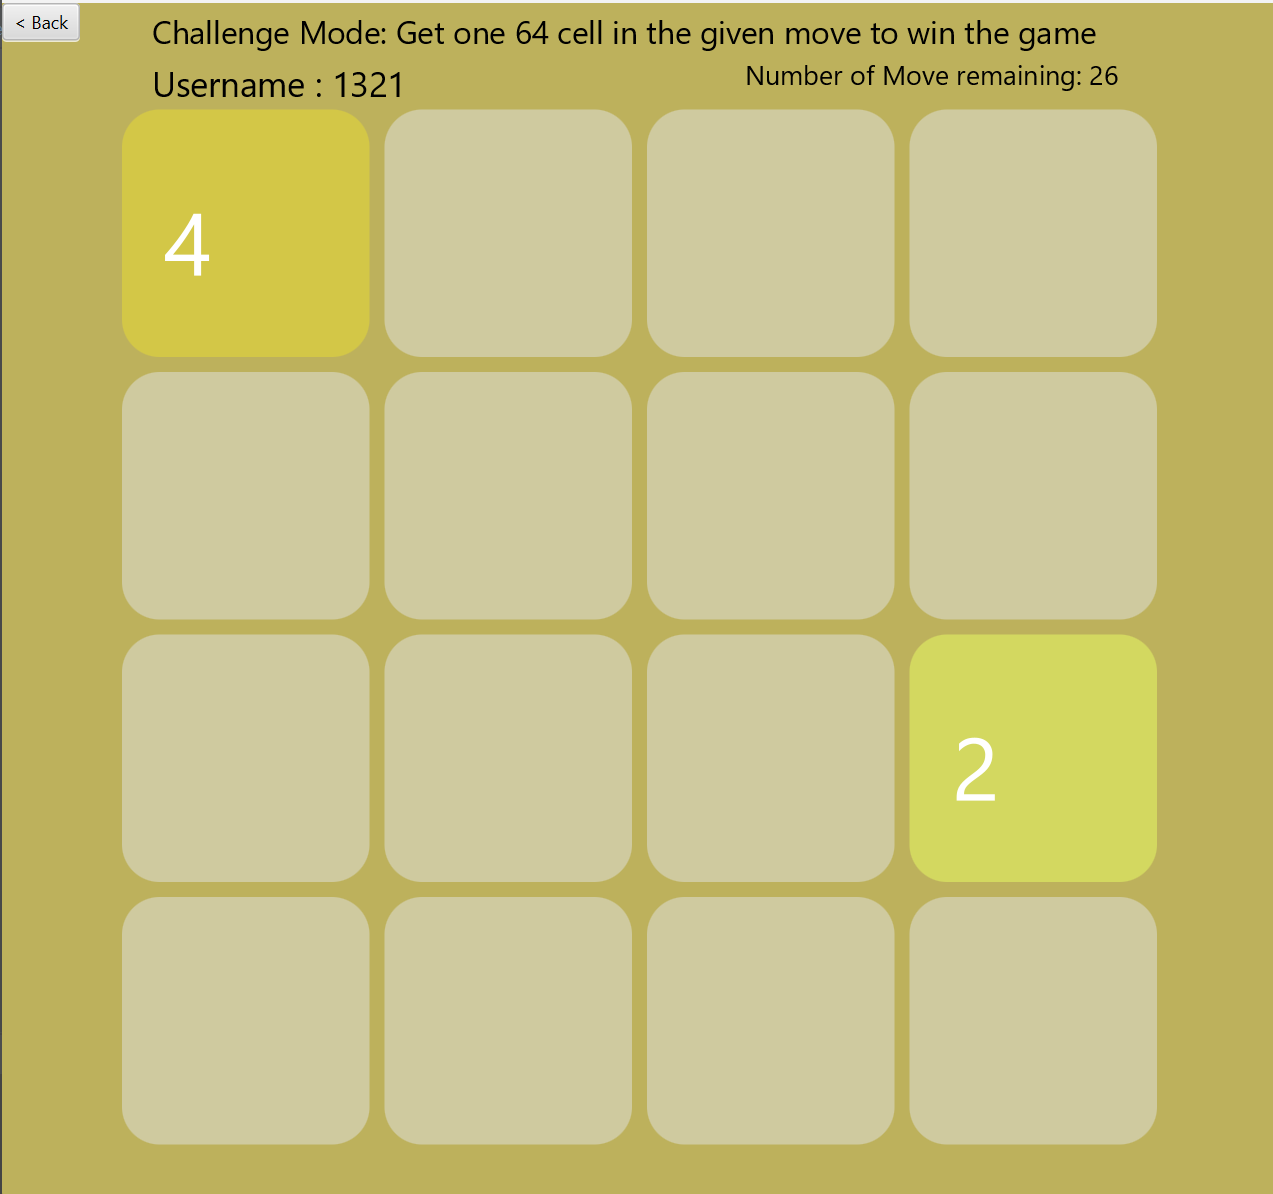 < Back
Challenge Mode: Get one 64 cell in the given move to win the game
Username : 1321
Number of Move remaining: 26
4
2